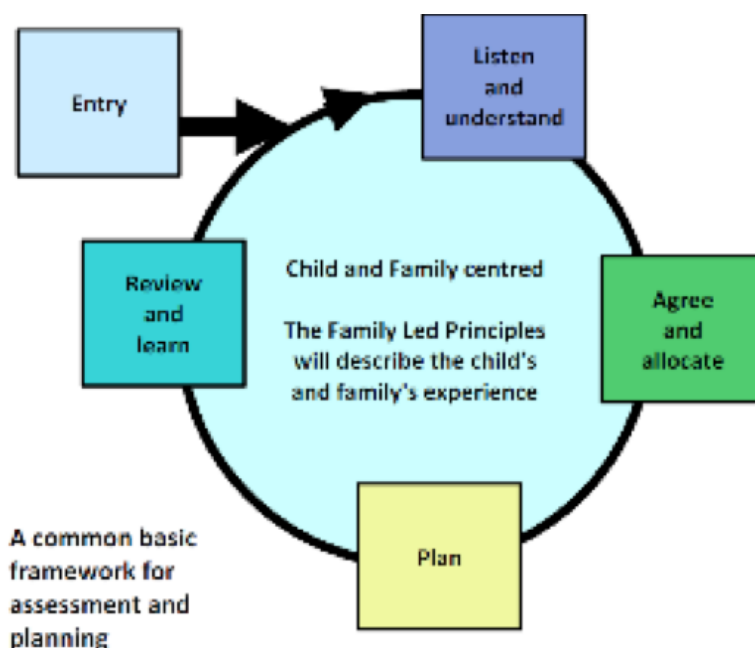 Entry
Listen
and
understand
Agree
and
allocate
Plan
Review
and
learn
Child and Family centred
The Family Led Principles
will describe the child's
and family's experience
A common basic
framework for
assessment and
planning